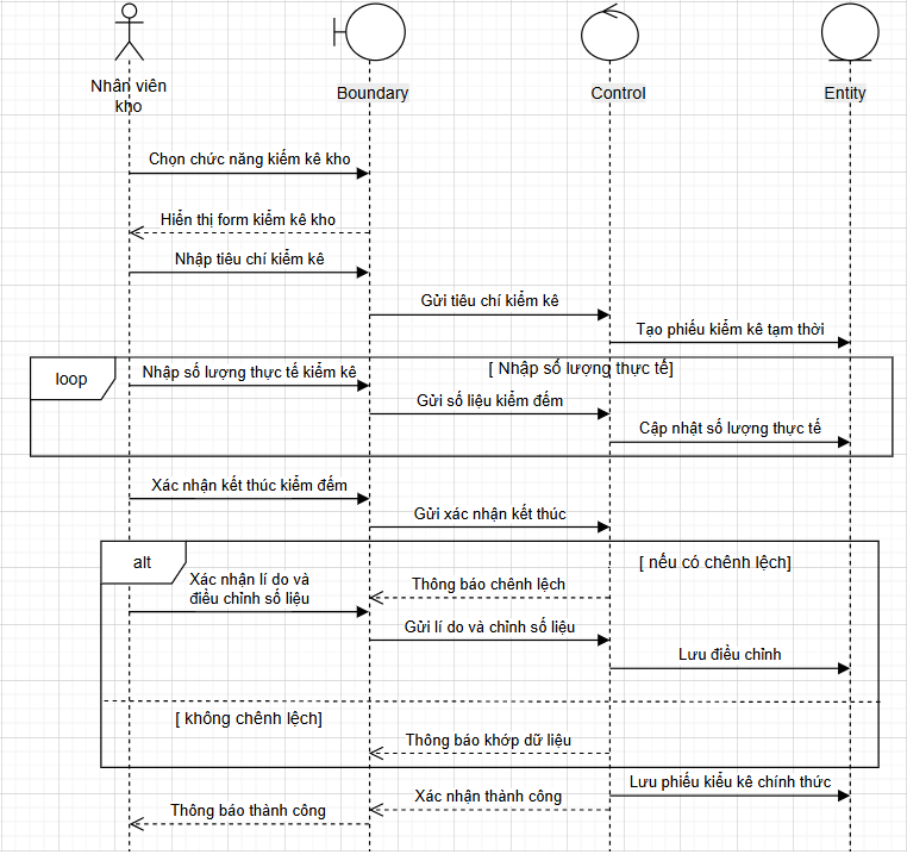 Nhân viên
kho
Boundary
Control
Entity
Chọn chức năng kiểm kê kho
Hiển thị form kiểm kê kho
Nhập tiêu chí kiểm kê
Gửi tiêu chí kiểm kê
Tạo phiếu kiểm kê tạm thời
loop
Nhập số lượng thực tế kiểm kê
[ Nhập số lượng thực tế]
Gửi số liệu kiểm đếm
Cập nhật số lượng thực tế
Xác nhận kết thúc kiểm đếm
Gửi xác nhận kết thúc
alt
[ nếu có chênh lệch]
Xác nhận lí do và
điều chỉnh số liệu
Thông báo chênh lệch
Gửi lí do và chỉnh số liệu
Lưu điều chỉnh
[ không chênh lệch]
Thông báo khớp dữ liệu
Lưu phiếu kiểu kê chính thức
Xác nhận thành công
Thông báo thành công